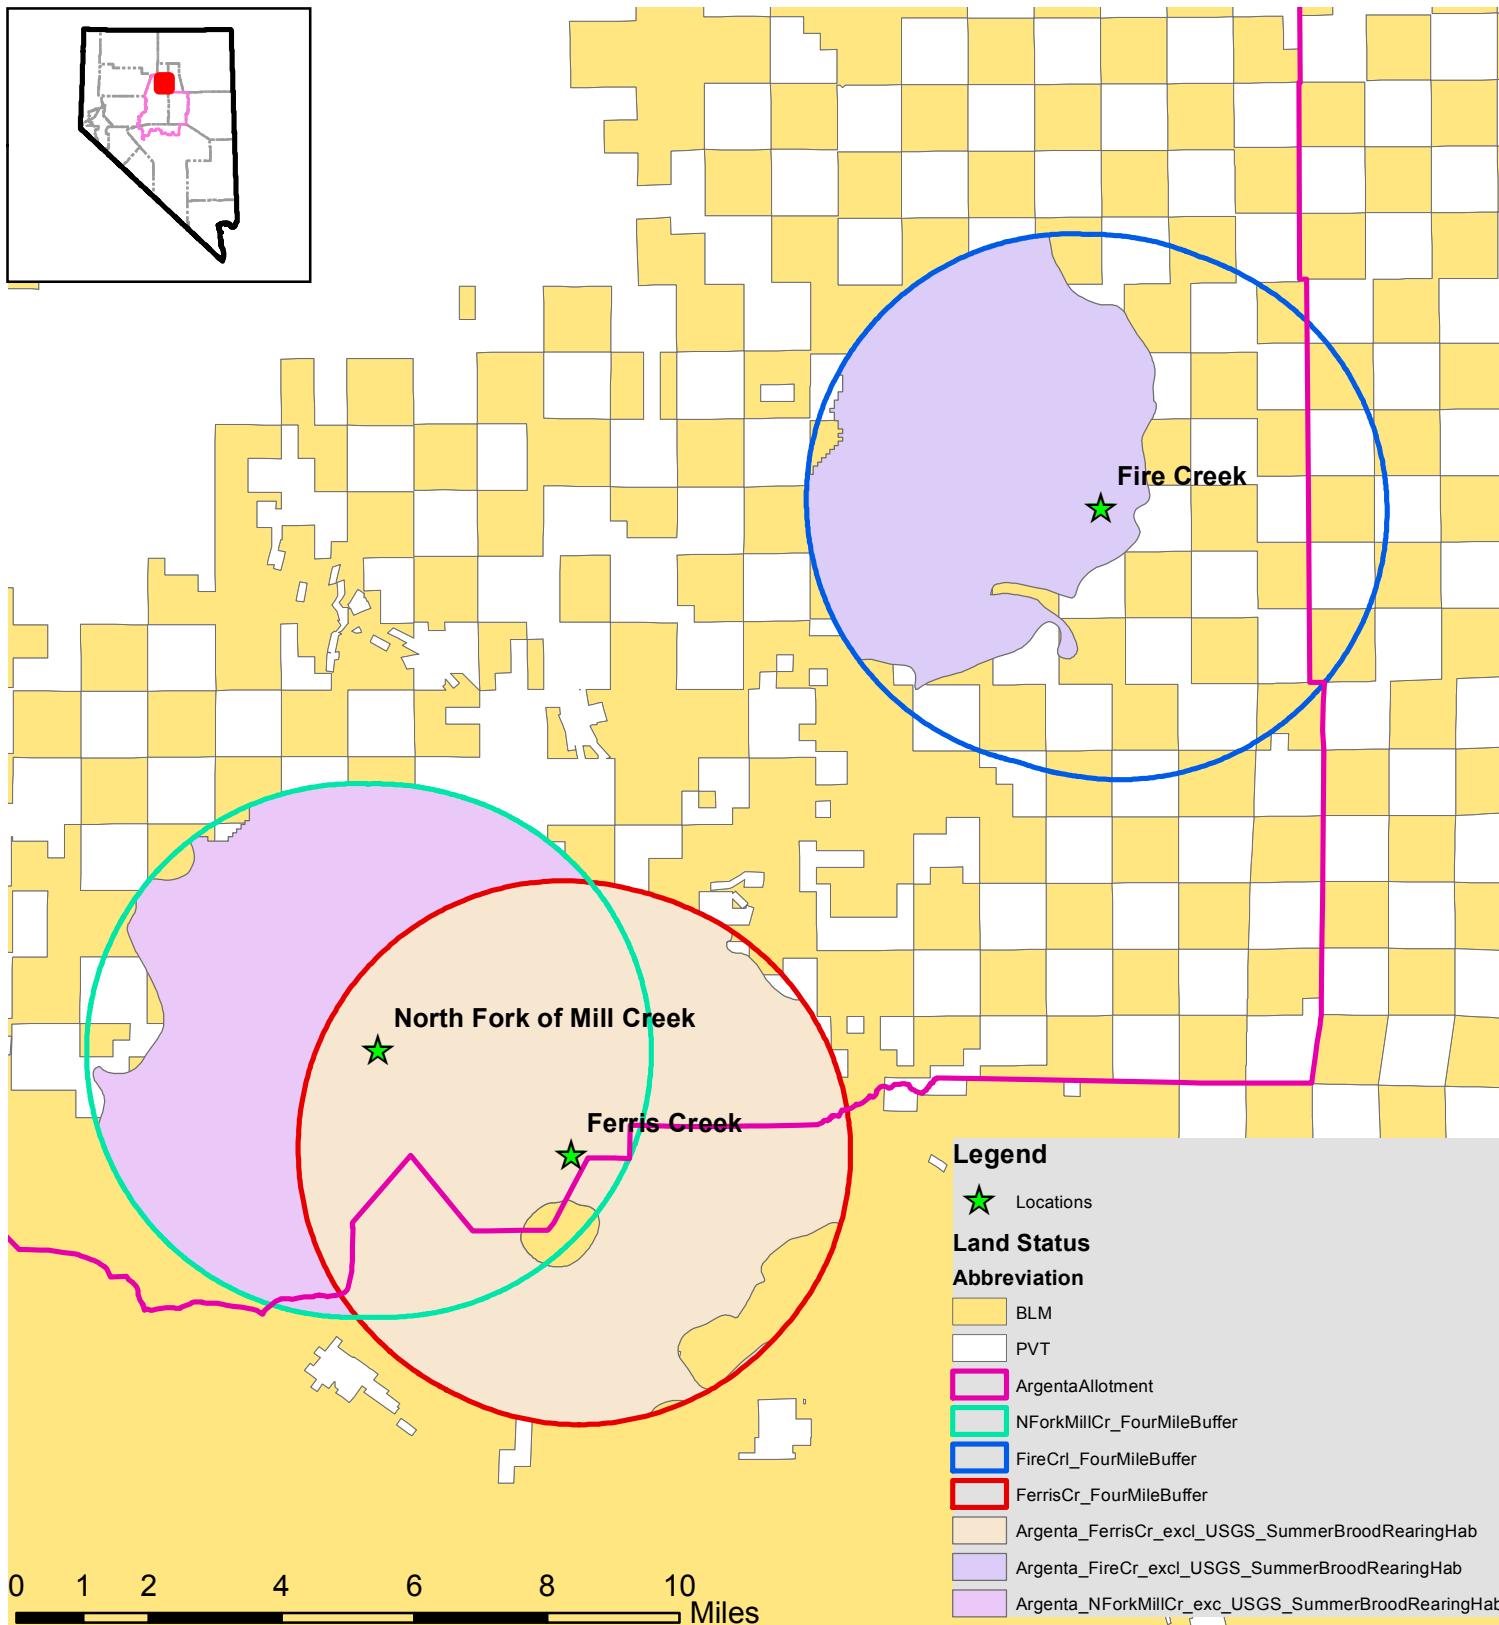 Fire Creek
North Fork of Mill Creek
Ferris Creek
Legend
Locations
Land Status
Abbreviation
BLM
PVT
ArgentaAllotment
NForkMillCr_FourMileBuffer
FireCrl_FourMileBuffer
FerrisCr_FourMileBuffer
Argenta_FerrisCr_excl_USGS_SummerBroodRearingHab
Argenta_FireCr_excl_USGS_SummerBroodRearingHab
Argenta_NForkMillCr_exc_USGS_SummerBroodRearingHab
0 1 2 4 6 8 10
Miles